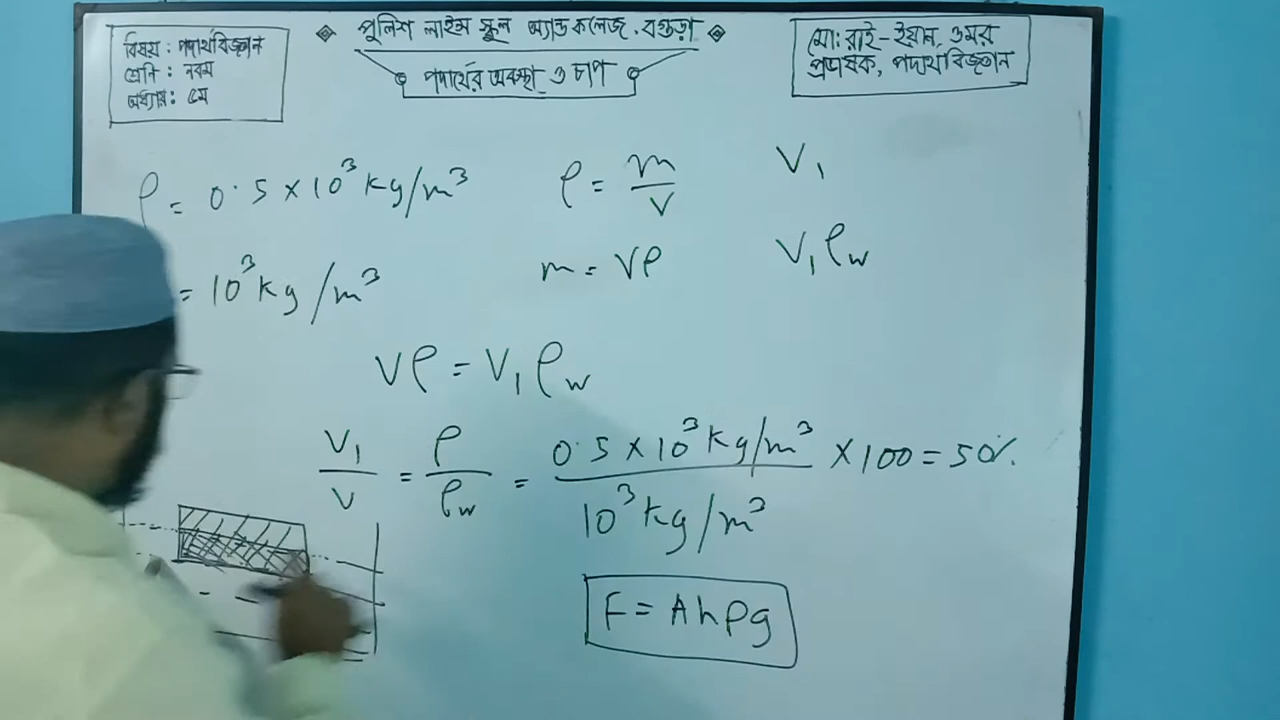 পুলিশ লাইন্স স্কুল অ্যান্ড কলেজ, বগুড়া
পদার্থের অবস্থা ও চাপ
বিষয়: পদার্থবিজ্ঞান
শ্রেণি: নবম
অধ্যায়: ৫ম
মো: রাই-ইয়ান, ওমর
প্রভাষক, পদার্থবিজ্ঞান
ρ = 0.5 × 10³ kg/m³
= 10³ kg/m³
ρ = m/V
m = Vρ
V₁
V₁ρw
Vρ = V₁ρw
V₁/V = ρ/ρw = 0.5 × 10³ kg/m³ / 10³ kg/m³ × 100 = 50%.
F = Ahρg